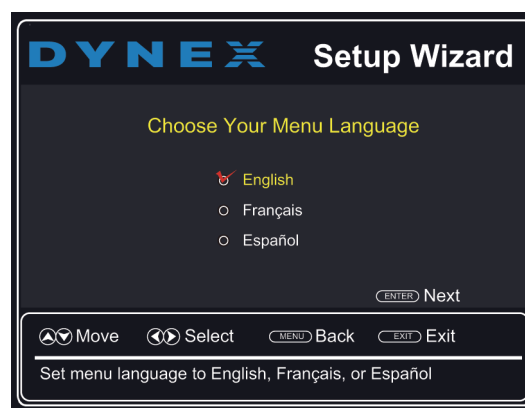 DYNEX Setup Wizard
Choose Your Menu Language
English
Français
Español
ENTER Next
Move Select MENU Back EXIT Exit
Set menu language to English, Français, or Español